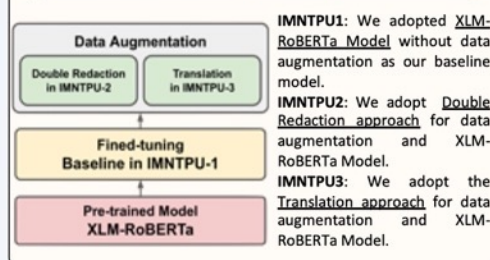 Data Augmentation
Double Redaction
in IMNTPU-2
Translation
in IMNTPU-3
Fined-tuning
Baseline in IMNTPU-1
Pre-trained Model
XLM-RoBERTa
IMNTPU1: We adopted XLM-
RoBERTa Model without data
augmentation as our baseline
model.
IMNTPU2: We adopt Double
Redaction approach for data
augmentation and XLM-
RoBERTa Model.
IMNTPU3: We adopt the
Translation approach for data
augmentation and XLM-
RoBERTa Model.